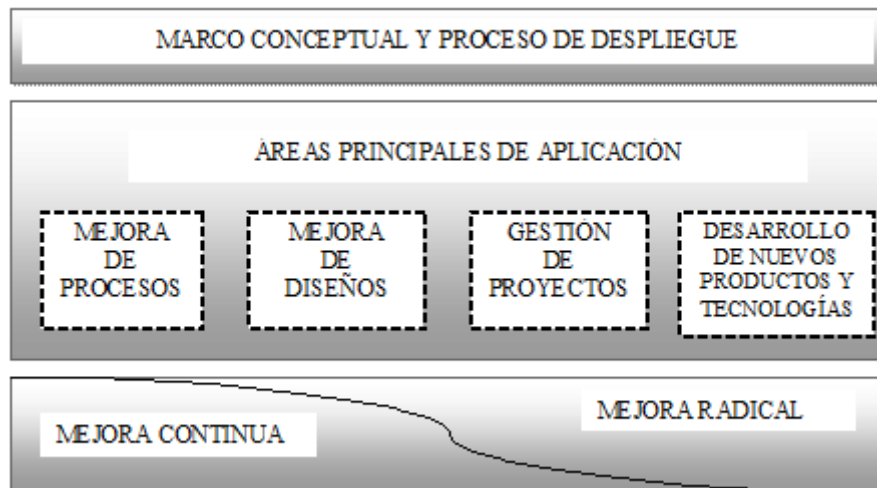 MARCO CONCEPTUAL Y PROCESO DE DESPLIEGUE
ÁREAS PRINCIPALES DE APLICACIÓN
MEJORA
DE
PROCESOS
MEJORA
DE
DISEÑOS
GESTIÓN
DE
PROYECTOS
DESARROLLO
DE NUEVOS
PRODUCTOS Y
TECNOLOGÍAS
MEJORA CONTINUA
MEJORA RADICAL